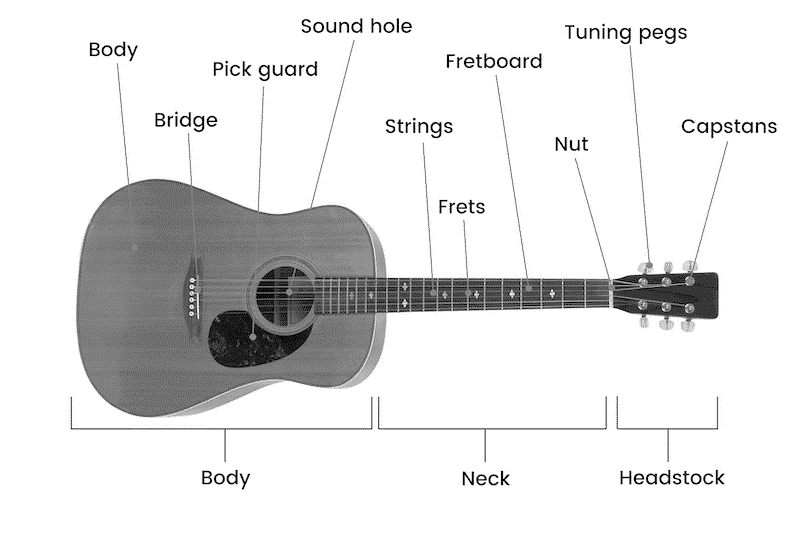 Sound hole
Tuning pegs
Body
Pick guard
Fretboard
Bridge
Strings
Capstans
Nut
Frets
Body
Neck
Headstock